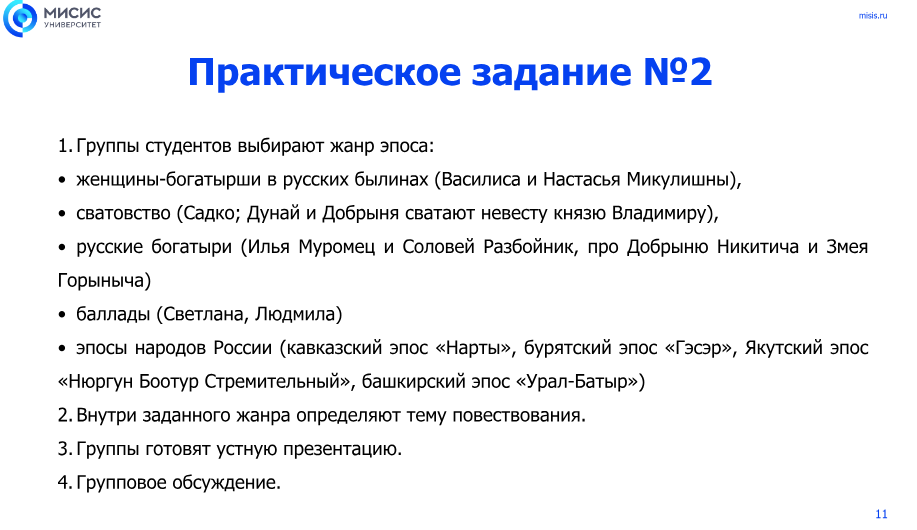 МИСИС
УНИВЕРСИТЕТ
misis.ru
Практическое задание №2
1. Группы студентов выбирают жанр эпоса:
• женщины-богатырши в русских былинах (Василиса и Настасья Микулишны),
• сватовство (Садко; Дунай и Добрыня сватают невесту князю Владимиру),
• русские богатыри (Илья Муромец и Соловей Разбойник, про Добрыню Никитича и Змея
Горыныча)
• баллады (Светлана, Людмила)
• эпосы народов России (кавказский эпос «Нарты», бурятский эпос «Гэсэр», Якутский эпос
«Нюргун Боотур Стремительный», башкирский эпос «Урал-Батыр»)
2. Внутри заданного жанра определяют тему повествования.
3. Группы готовят устную презентацию.
4. Групповое обсуждение.
11